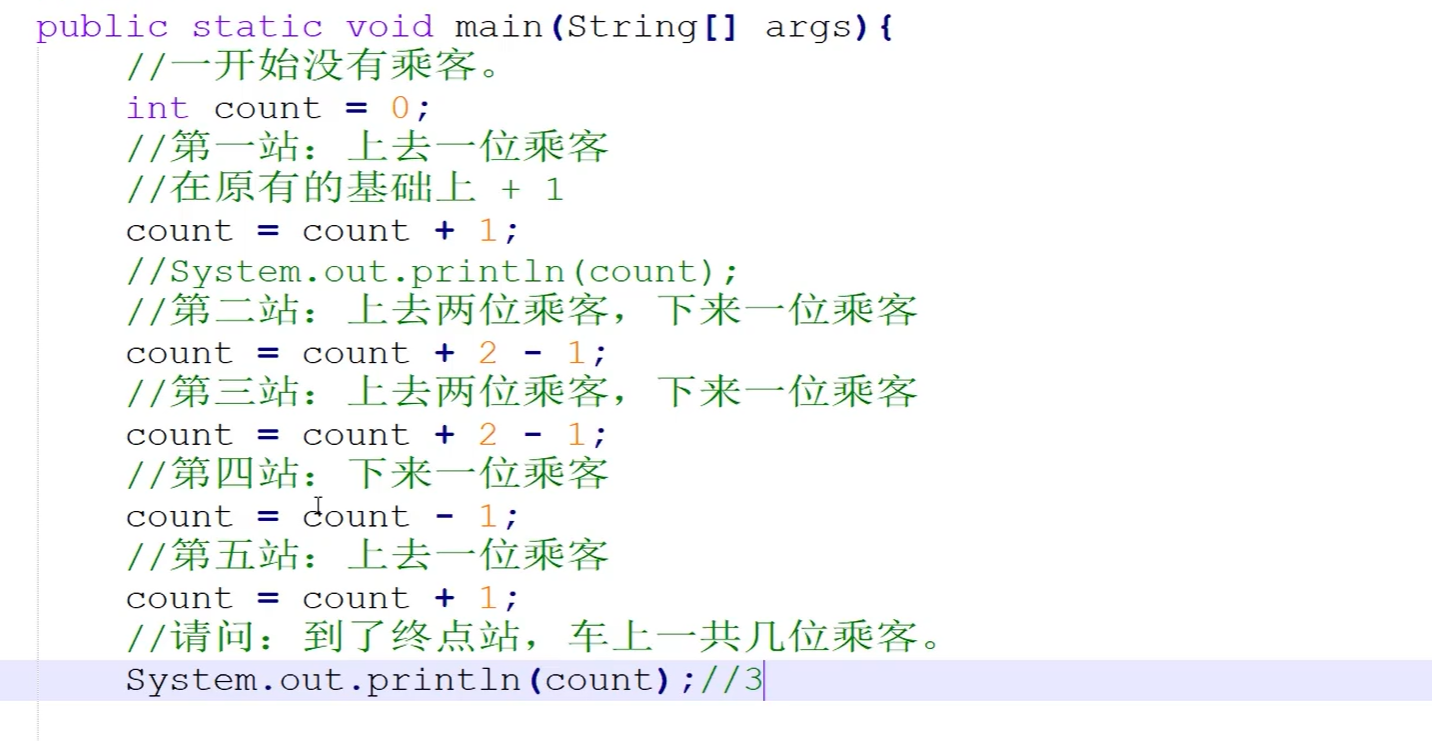 public static void main(String[] args){
//一开始没有乘客。
int count = 0;
//第一站：上去一位乘客
//在原有的基础上 + 1
count = count + 1;
//System.out.println(count);
//第二站：上去两位乘客，下来一位乘客
count = count + 2 - 1;
//第三站：上去两位乘客，下来一位乘客
count = count + 2 - 1;
//第四站：下来一位乘客
count = count - 1;
//第五站：上去一位乘客
count = count + 1;
//请问：到了终点站，车上一共几位乘客。
System.out.println(count);//3